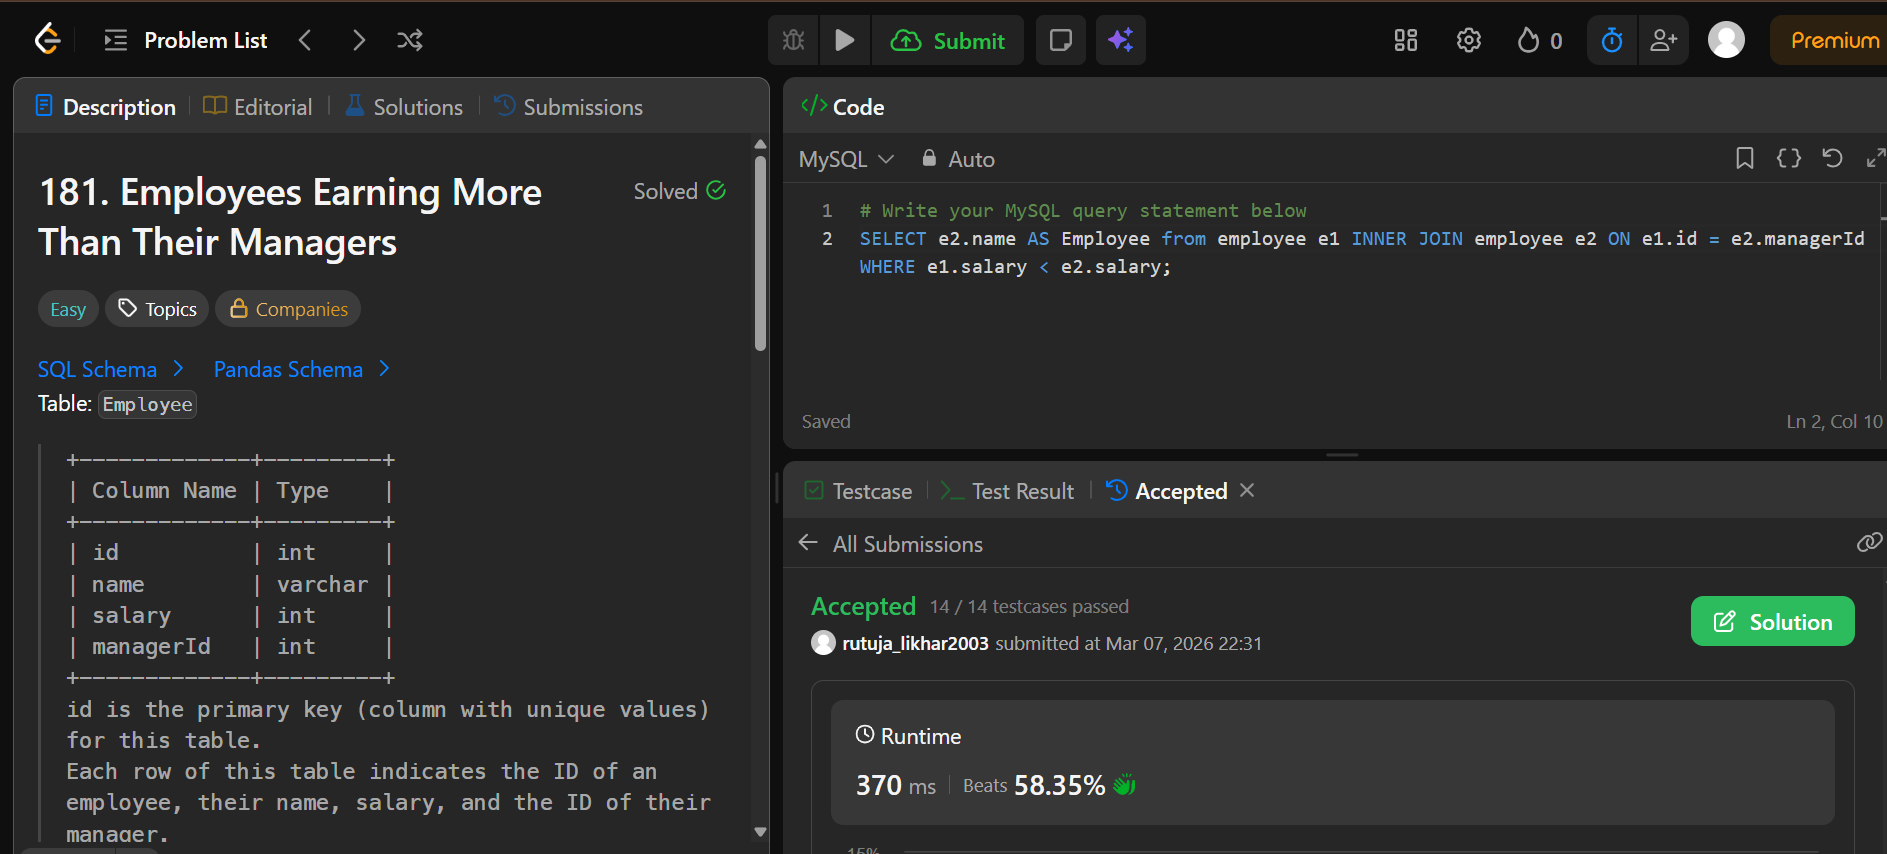 Problem List
Submit
0
Premium
Description
Editorial
Solutions
Submissions
181. Employees Earning More
Than Their Managers
Solved
Easy
Topics
Companies
SQL Schema
Pandas Schema
Table: Employee
+-------------+---------+
| Column Name | Type    |
+-------------+---------+
| id          | int     |
| name        | varchar |
| salary      | int     |
| managerId   | int     |
+-------------+---------+
id is the primary key (column with unique values)
for this table.
Each row of this table indicates the ID of an
employee, their name, salary, and the ID of their
manager.
</> Code
MySQL
Auto
1 # Write your MySQL query statement below
2 SELECT e2.name AS Employee from employee e1 INNER JOIN employee e2 ON e1.id = e2.managerId
WHERE e1.salary < e2.salary;
Saved
Ln 2, Col 10
Testcase
Test Result
Accepted
All Submissions
Accepted 14 / 14 testcases passed
rutuja_likhar2003 submitted at Mar 07, 2026 22:31
Solution
Runtime
370 ms
Beats 58.35%
15%